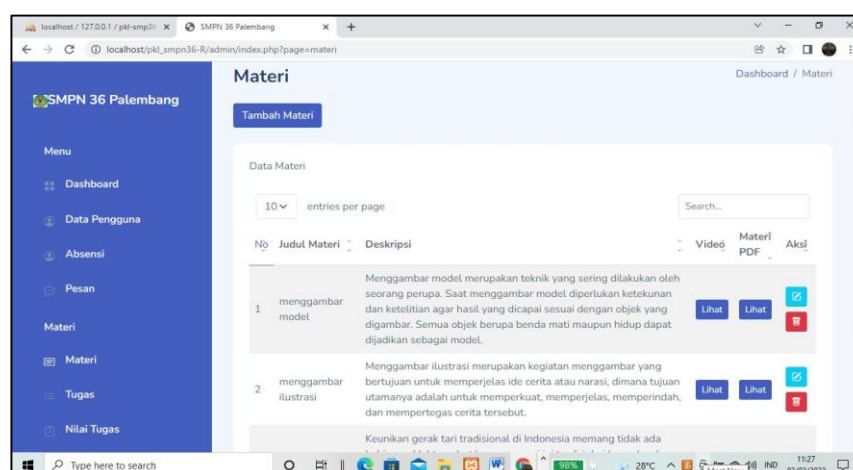 localhost / 127.0.0.1 / pkl-smp3
SMPN 36 Palembang
localhost/pkl_smpn36-R/admin/index.php?page=materi
SMPN 36 Palembang
Menu
Dashboard
Data Pengguna
Absensi
Pesan
Materi
Materi
Tugas
Nilai Tugas
Materi
Dashboard / Materi
Tambah Materi
Data Materi
10 entries per page
Search...
No Judul Materi Deskripsi Video Materi PDF Aksi
1 menggambar model
Menggambar model merupakan teknik yang sering dilakukan oleh
seorang perupa. Saat menggambar model diperlukan ketekunan
dan ketelitian agar hasil yang dicapai sesuai dengan objek yang
digambar. Semua objek berupa benda mati maupun hidup dapat
dijadikan sebagai model.
Lihat Lihat
2 menggambar ilustrasi
Menggambar ilustrasi merupakan kegiatan menggambar yang
bertujuan untuk memperjelas ide cerita atau narasi, dimana tujuan
utamanya adalah untuk memperkuat, memperjelas, memperindah,
dan mempertegas cerita tersebut.
Lihat Lihat
Keunikan gerak tari tradisional di Indonesia memang tidak ada
Type here to search
98%
28°C
IND
11:27